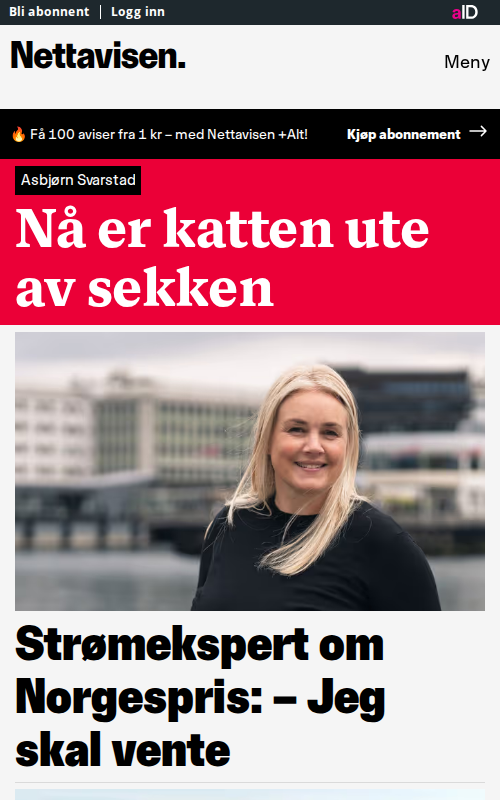 Bli abonnent | Logg inn
aID
Nettavisen.
Meny
🔥 Få 100 aviser fra 1 kr – med Nettavisen +Alt!
Kjøp abonnement →
Asbjørn Svarstad
Nå er katten ute
av sekken
Strømekspert om
Norgespris: – Jeg
skal vente